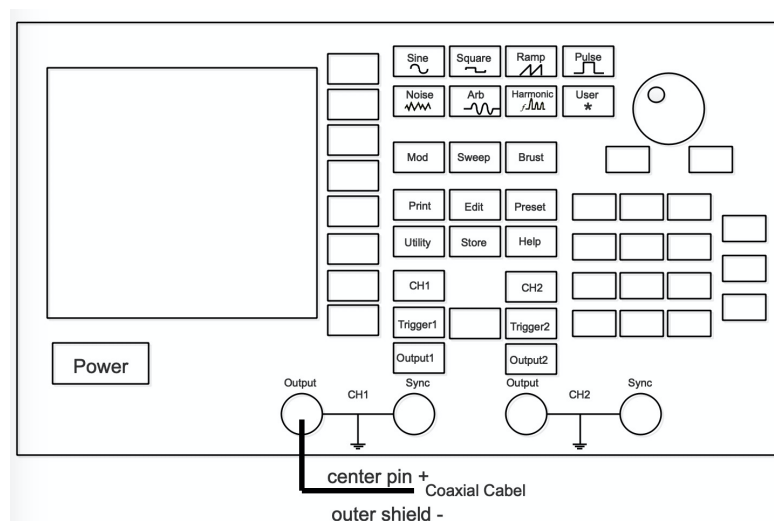 Sine Square Ramp Pulse
Noise Arb Harmonic User
*
Mod Sweep Brust
Print Edit Preset
Utility Store Help
CH1 CH2
Trigger1 Trigger2
Output1 Output2
Power
Output CH1 Sync Output CH2 Sync
center pin +
Coaxial Cabel
outer shield -